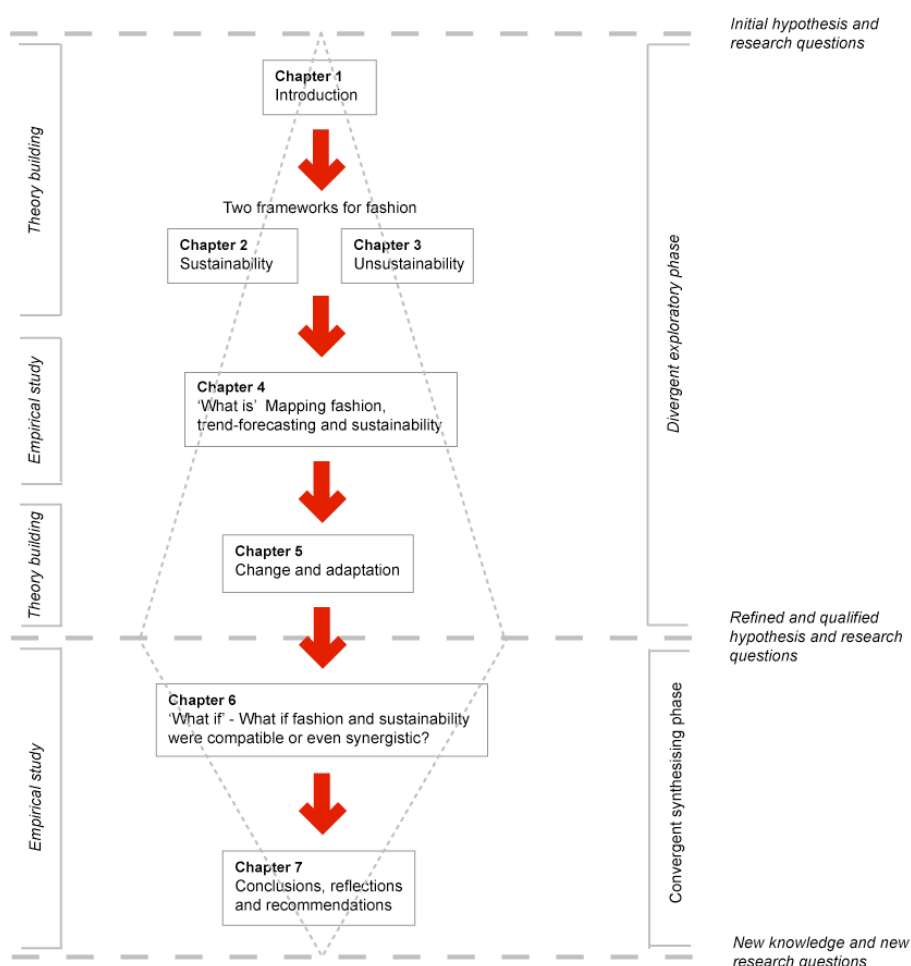 Initial hypothesis and
research questions
Theory building
Chapter 1
Introduction
Two frameworks for fashion
Chapter 2
Sustainability
Chapter 3
Unsustainability
Divergent exploratory phase
Empirical study
Chapter 4
‘What is’  Mapping fashion,
trend-forecasting and sustainability
Theory building
Chapter 5
Change and adaptation
Refined and qualified
hypothesis and research
questions
Empirical study
Chapter 6
‘What if’ - What if fashion and sustainability
were compatible or even synergistic?
Convergent synthesising phase
Chapter 7
Conclusions, reflections
and recommendations
New knowledge and new
research questions